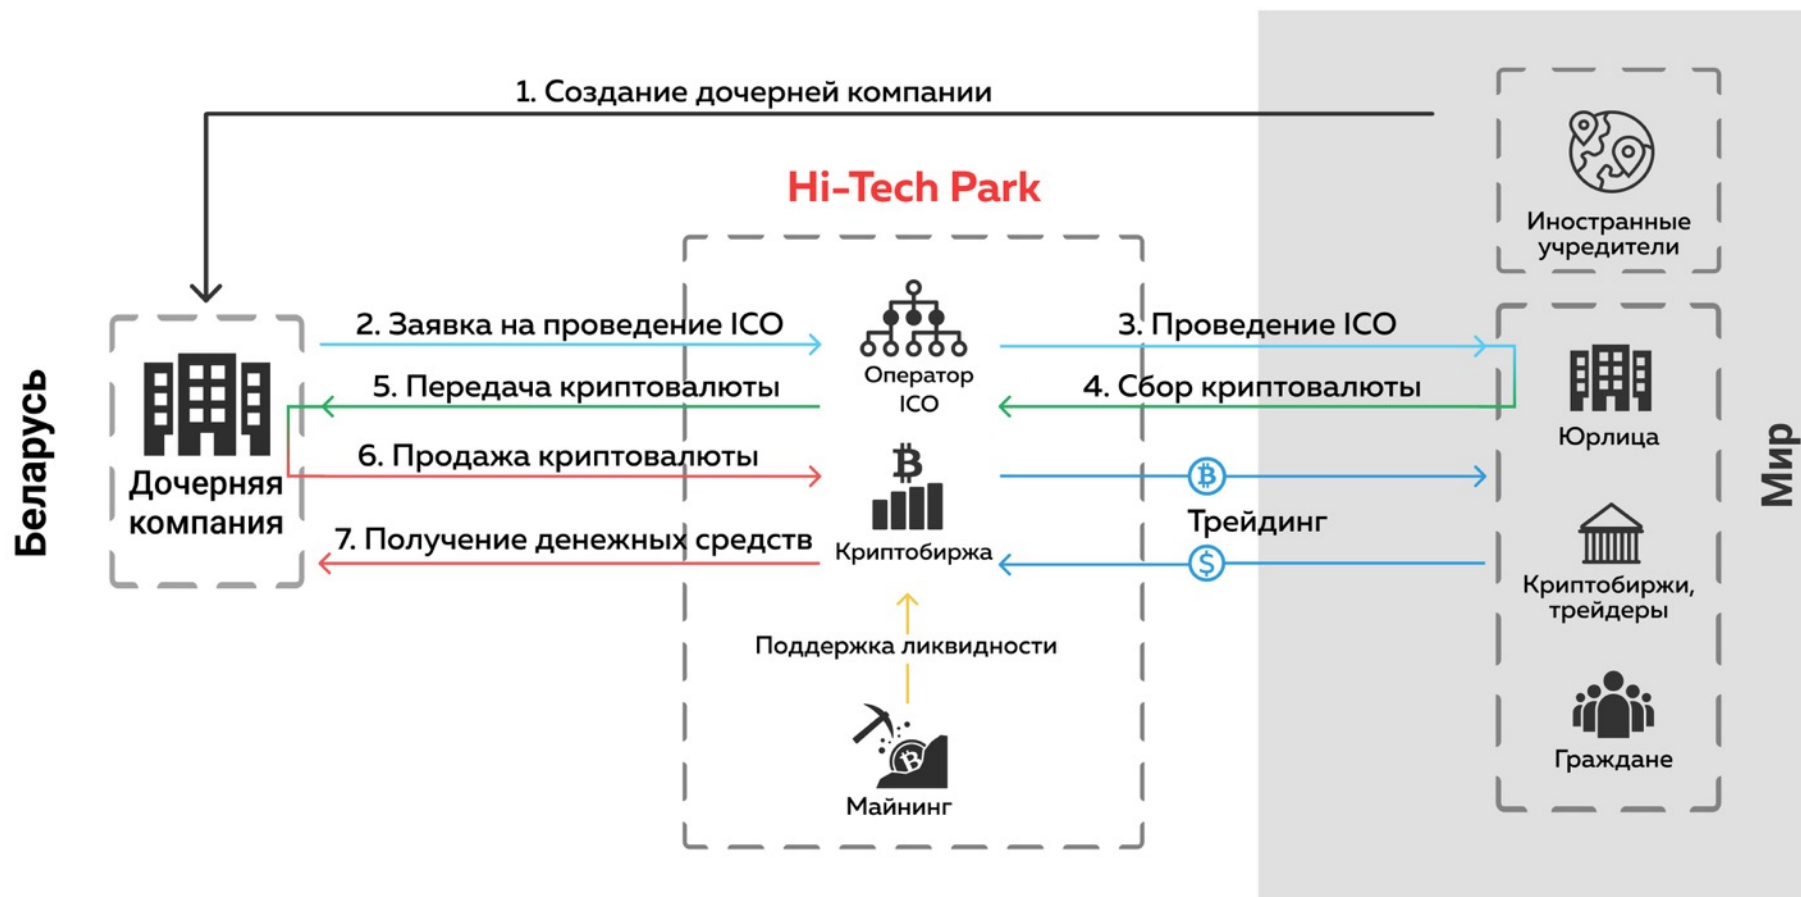 1. Создание дочерней компании
Hi-Tech Park
Иностранные
учредители
Беларусь
Дочерняя
компания
2. Заявка на проведение ICO
5. Передача криптовалюты
6. Продажа криптовалюты
7. Получение денежных средств
Оператор
ICO
Криптобиржа
Поддержка ликвидности
Майнинг
3. Проведение ICO
4. Сбор криптовалюты
Трейдинг
$
Юрлица
Криптобиржи,
трейдеры
Граждане
Мир